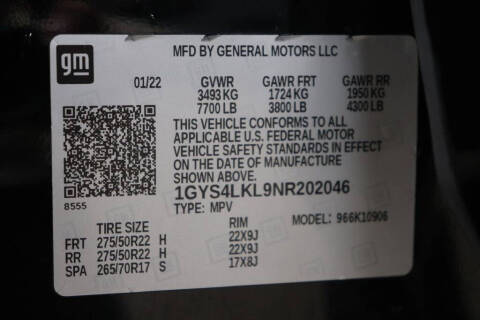 gm
MFD BY GENERAL MOTORS LLC
01/22 GVWR GAWR FRT GAWR RR
3493 KG 1724 KG 1950 KG
7700 LB 3800 LB 4300 LB
THIS VEHICLE CONFORMS TO ALL
APPLICABLE U.S. FEDERAL MOTOR
VEHICLE SAFETY STANDARDS IN EFFECT
ON THE DATE OF MANUFACTURE
SHOWN ABOVE.
8555
1GYS4LKL9NR202046
TYPE: MPV MODEL: 966K10906
TIRE SIZE RIM
FRT 275/50R22 H 22X9J
RR 275/50R22 H 22X9J
SPA 265/70R17 S 17X8J